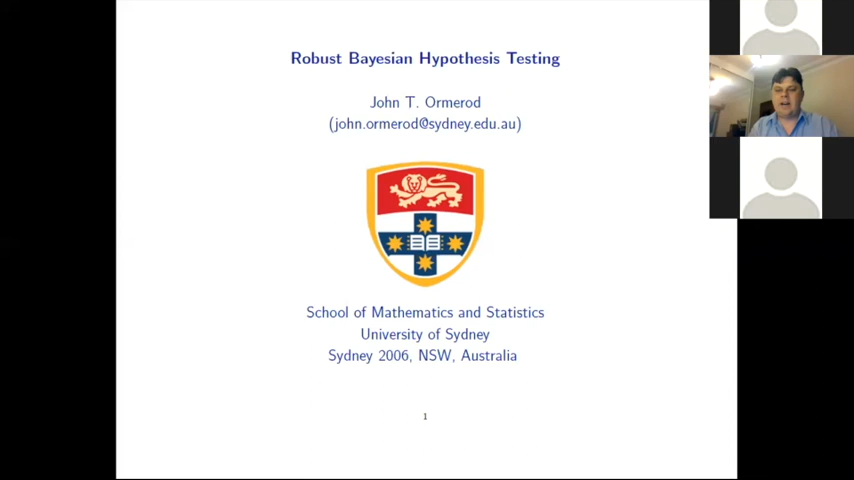 Robust Bayesian Hypothesis Testing
John T. Ormerod
(john.ormerod@sydney.edu.au)
School of Mathematics and Statistics
University of Sydney
Sydney 2006, NSW, Australia
1